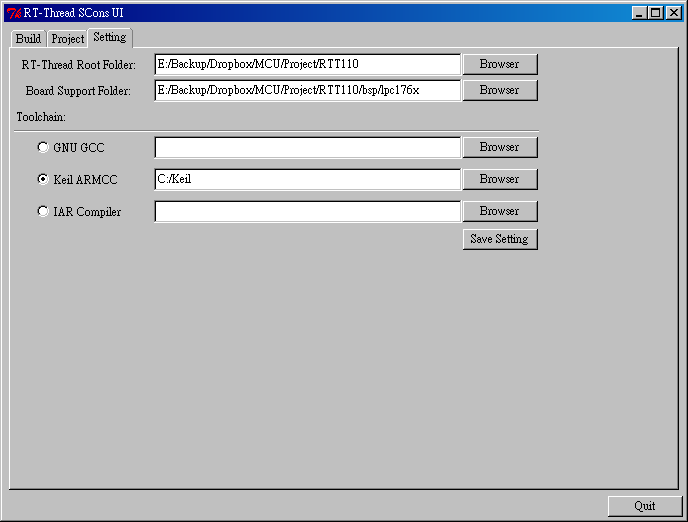 RT-Thread SCons UI
Build Project Setting
RT-Thread Root Folder: E:/Backup/Dropbox/MCU/Project/RTT110 Browser
Board Support Folder: E:/Backup/Dropbox/MCU/Project/RTT110/bsp/lpc176x Browser
Toolchain:
GNU GCC Browser
Keil ARMCC C:/Keil Browser
IAR Compiler Browser
Save Setting
Quit